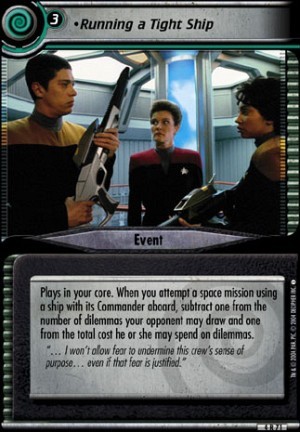 3
•Running a Tight Ship
Event
Plays in your core. When you attempt a space mission using
a ship with its Commander aboard, subtract one from the
number of dilemmas your opponent may draw and one
from the total cost he or she may spend on dilemmas.
"… I won't allow fear to undermine this crew's sense of
purpose… even if that fear is justified."
4 R 71